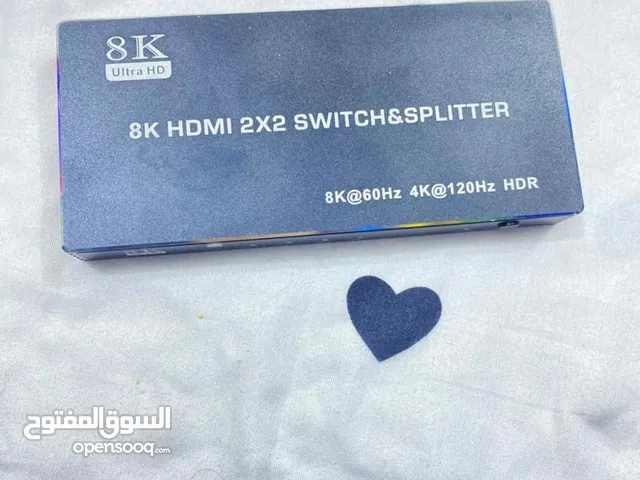 8K
Ultra HD
8K HDMI 2X2 SWITCH&SPLITTER
8K@60Hz 4K@120Hz HDR
السوق المفتوح
opensooq.com